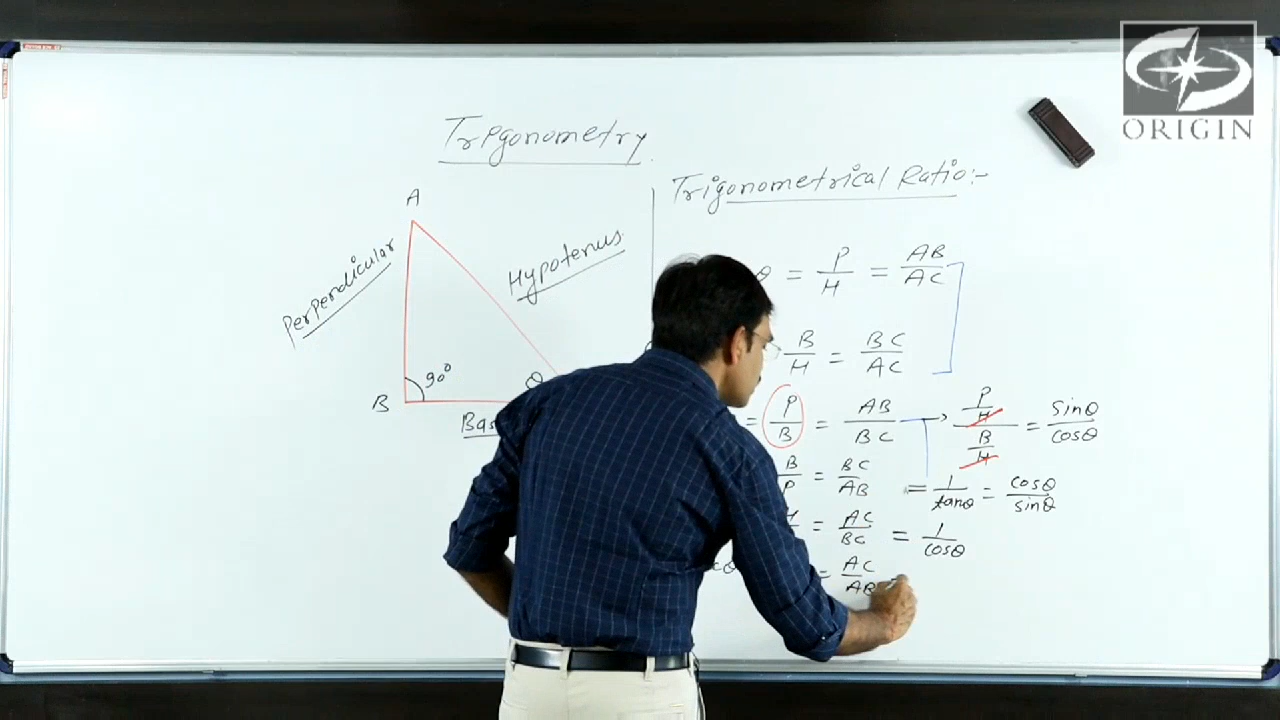 ORIGIN
Trigonometry
Trigonometrical Ratio:-
A
Perpendicular
Hypotenus
B
90°
θ
θ = P/H = AB/AC
B/H = BC/AC
= P/B = AB/BC → P/H / B/H = sinθ/cosθ
B/P = BC/AB = 1/tanθ = cosθ/sinθ
= AC/BC = 1/cosθ
= AC/AB